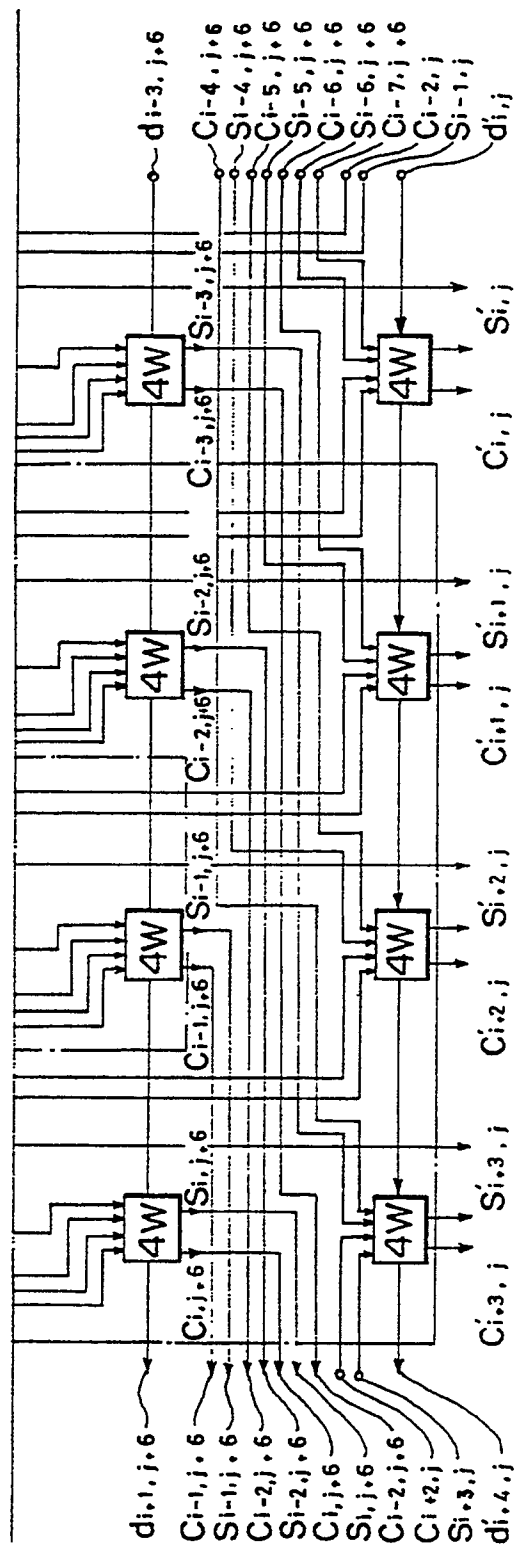 di-3, j+6
Ci-4, j+6
Si-4, j+6
Ci-5, j+6
Si-5, j+6
Ci-6, j+6
Si-6, j+6
Ci-7, j+6
Ci-2, j
Si-1, j
d'i, j
4W
4W
4W
4W
Ci, j+6
Si, j+6
Ci-1, j+6
Si-1, j+6
Ci-2, j+6
Si-2, j+6
Ci-3, j+6
Si-3, j+6
4W
4W
4W
4W
C'i+3, j
S'i+3, j
C'i+2, j
S'i+2, j
C'i+1, j
S'i+1, j
C'i, j
S'i, j
di+1, j+6
Ci-1, j+6
Si-1, j+6
Ci-2, j+6
Si-2, j+6
Ci, j+6
Si, j+6
Ci-2, j+6
Ci+2, j
Si+3, j
d'i+4, j